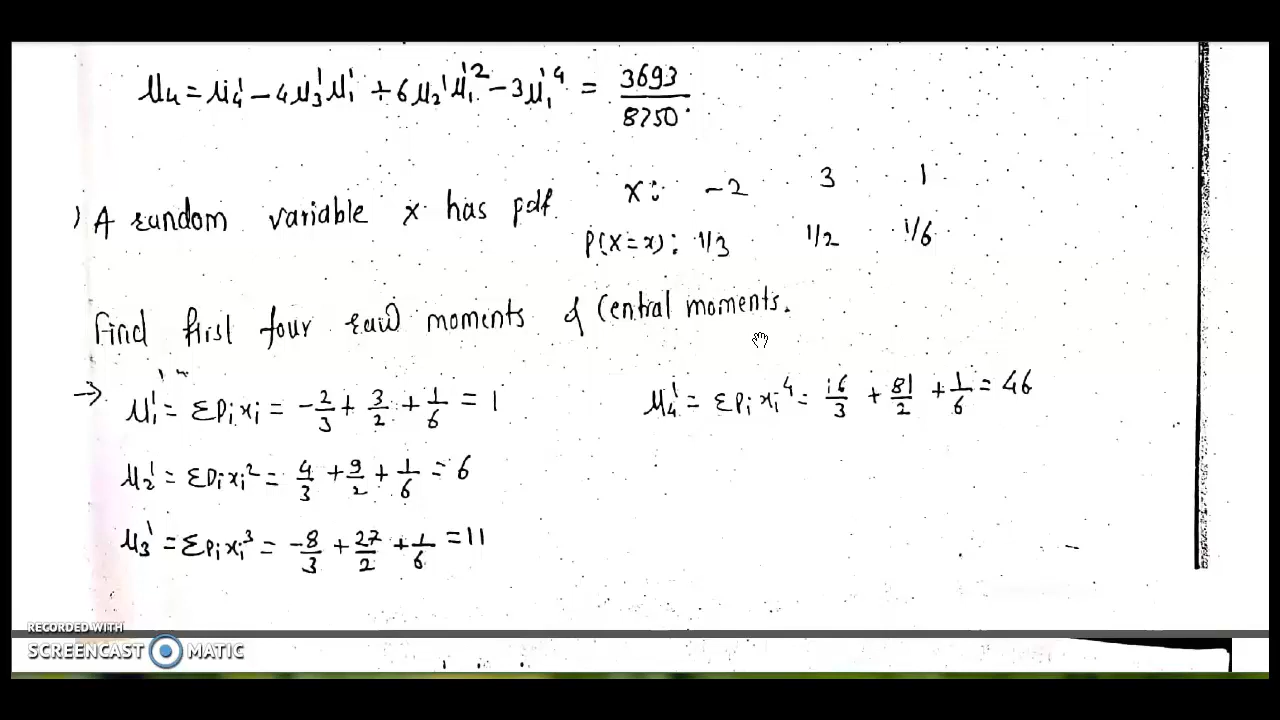 μ₄ = μ₄' − 4μ₃'μ₁' + 6μ₂'μ₁'² − 3μ₁'⁴ = 3693/8750.
) A random variable x has pdf. X: −2 3 1
P(X=x): 1/3 1/2 1/6
Find first four raw moments & Central moments.
→ μ₁' = Σpᵢxᵢ = −2/3 + 3/2 + 1/6 = 1
μ₂' = Σpᵢxᵢ² = 4/3 + 9/2 + 1/6 = 6
μ₃' = Σpᵢxᵢ³ = −8/3 + 27/2 + 1/6 = 11
μ₄' = Σpᵢxᵢ⁴ = 16/3 + 81/2 + 1/6 = 46
RECORDED WITH
SCREENCAST MATIC